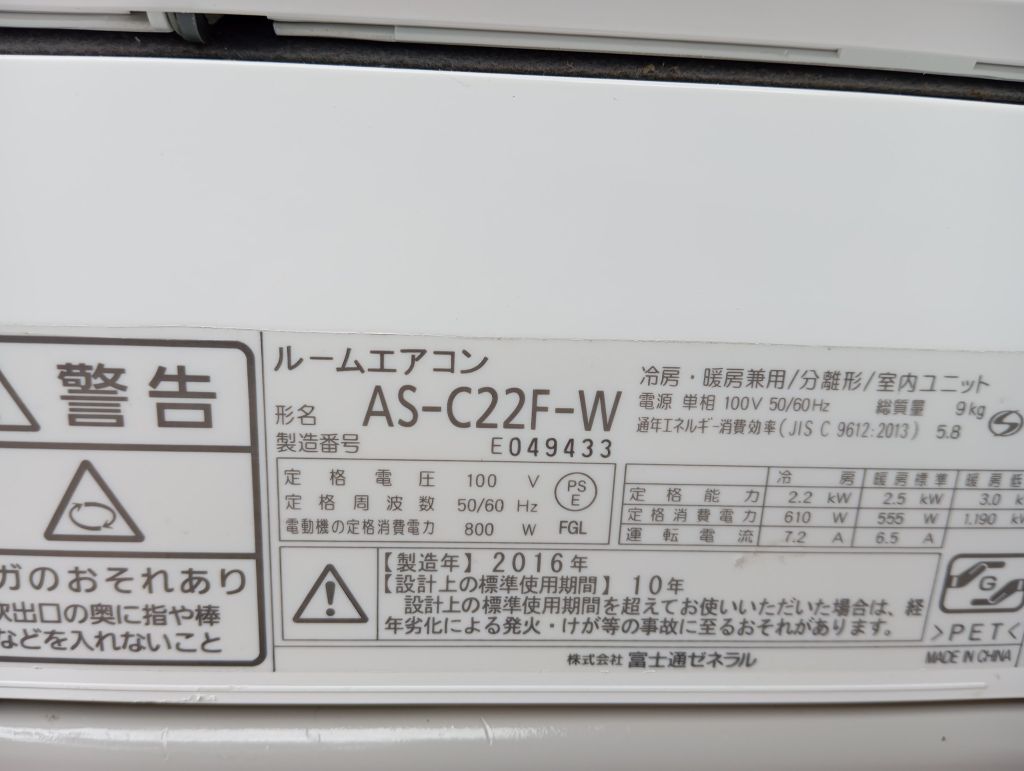 警告
ガのおそれあり
吹出口の奥に指や棒
などを入れないこと
ルームエアコン
形名 AS-C22F-W
製造番号 E049433
冷房・暖房兼用/分離形/室内ユニット
電源 単相 100V 50/60Hz 総質量 9kg
通年エネルギー消費効率(JIS C 9612:2013) 5.8
定格電圧 100 V
定格周波数 50/60 Hz
電動機の定格消費電力 800 W
PS
E
FGL
冷房 暖房標準 暖房低
定格能力 2.2 kW 2.5 kW 3.0 k
定格消費電力 610 W 555 W 1,190 k
運転電流 7.2 A 6.5 A
【製造年】2016年
【設計上の標準使用期間】10年
設計上の標準使用期間を超えてお使いいただいた場合は、経
年劣化による発火・けが等の事故に至るおそれがあります。
G
>PET<
株式会社 富士通ゼネラル
MADE IN CHINA